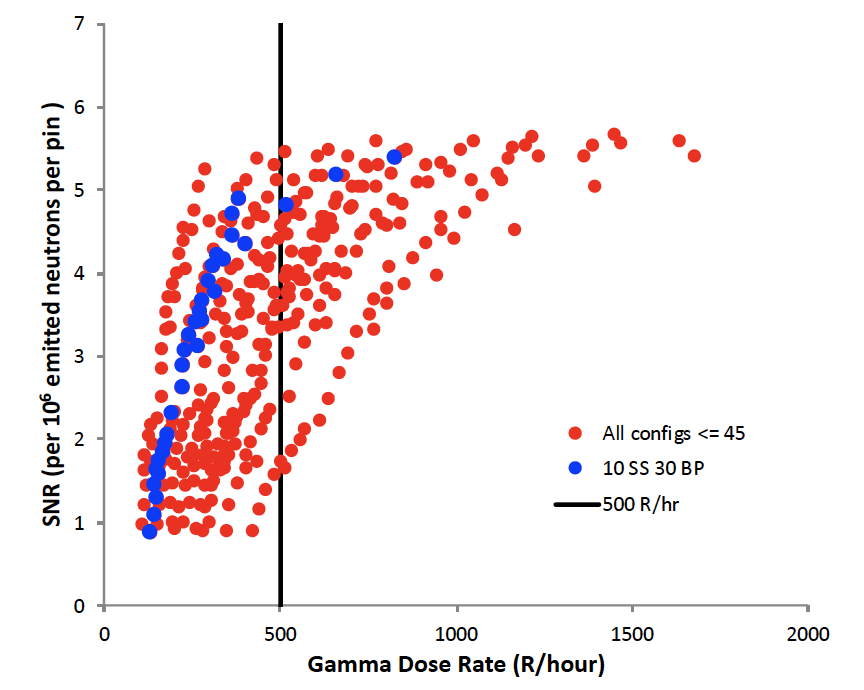 7
6
5
4
3
2
1
0
SNR (per 10⁶ emitted neutrons per pin )
All configs <= 45
10 SS 30 BP
500 R/hr
0 500 1000 1500 2000
Gamma Dose Rate (R/hour)